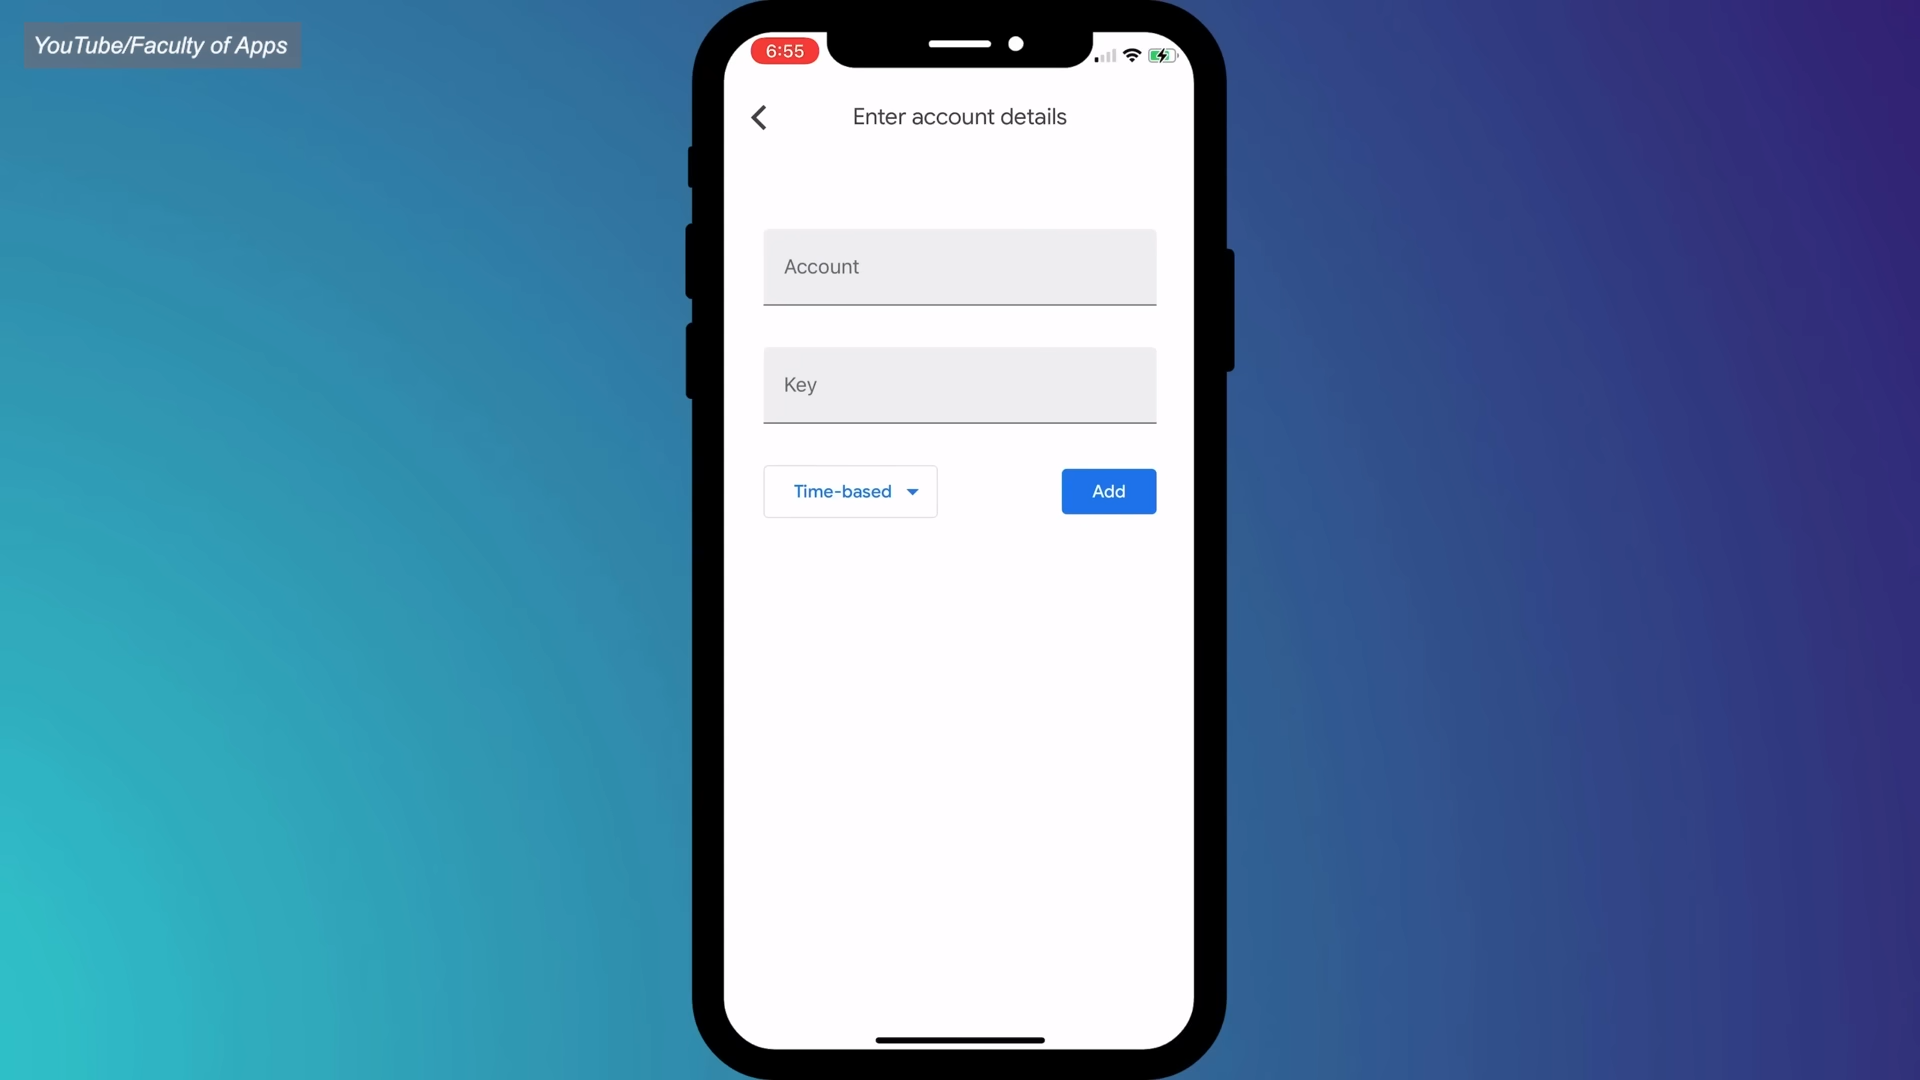 YouTube/Faculty of Apps
6:55
Enter account details
Account
Key
Time-based
Add